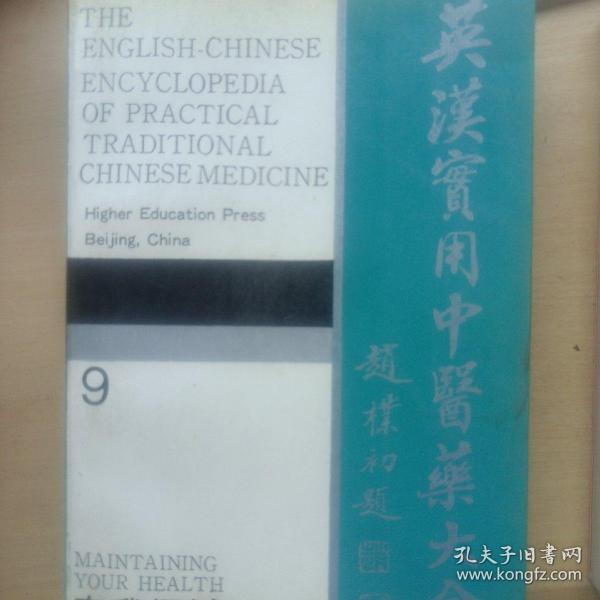 THE
ENGLISH-CHINESE
ENCYCLOPEDIA
OF PRACTICAL
TRADITIONAL
CHINESE MEDICINE
Higher Education Press
Beijing, China
9
MAINTAINING
YOUR HEALTH
英漢實用中醫藥大全
趙樸初題
孔夫子旧书网
www.kongfz.com